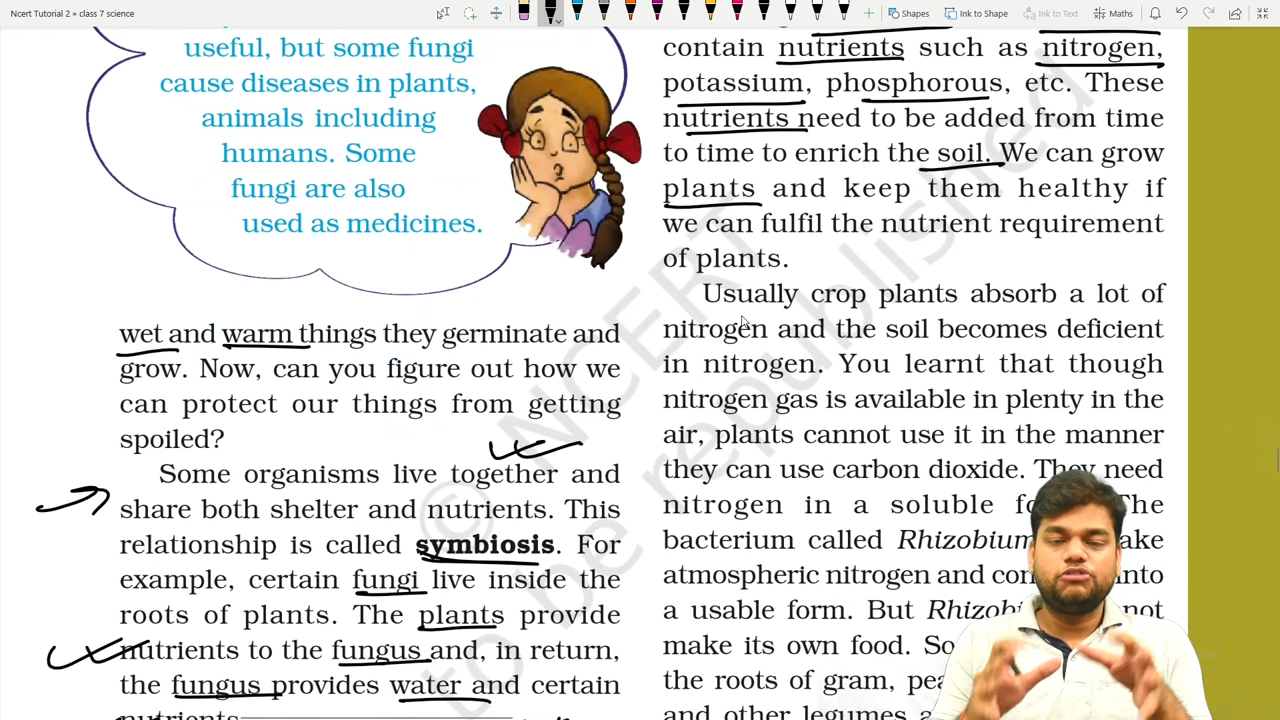 Ncert Tutorial 2 » class 7 science
Shapes
Ink to Shape
Ink to Text
Maths
useful, but some fungi
cause diseases in plants,
animals including
humans. Some
fungi are also
used as medicines.
wet and warm things they germinate and
grow. Now, can you figure out how we
can protect our things from getting
spoiled?
Some organisms live together and
share both shelter and nutrients. This
relationship is called symbiosis. For
example, certain fungi live inside the
roots of plants. The plants provide
nutrients to the fungus and, in return,
the fungus provides water and certain
nutrients
contain nutrients such as nitrogen,
potassium, phosphorous, etc. These
nutrients need to be added from time
to time to enrich the soil. We can grow
plants and keep them healthy if
we can fulfil the nutrient requirement
of plants.
Usually crop plants absorb a lot of
nitrogen and the soil becomes deficient
in nitrogen. You learnt that though
nitrogen gas is available in plenty in the
air, plants cannot use it in the manner
they can use carbon dioxide. They need
nitrogen in a soluble The
bacterium called Rhizobium
atmospheric nitrogen and into
a usable form. But
make its own food. So
the roots of gram,
and other legumes
© NCERT
to be republished